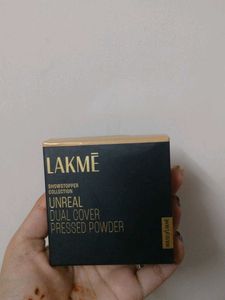 LAKMĒ
SHOWSTOPPER
COLLECTION
UNREAL
DUAL COVER
PRESSED POWDER